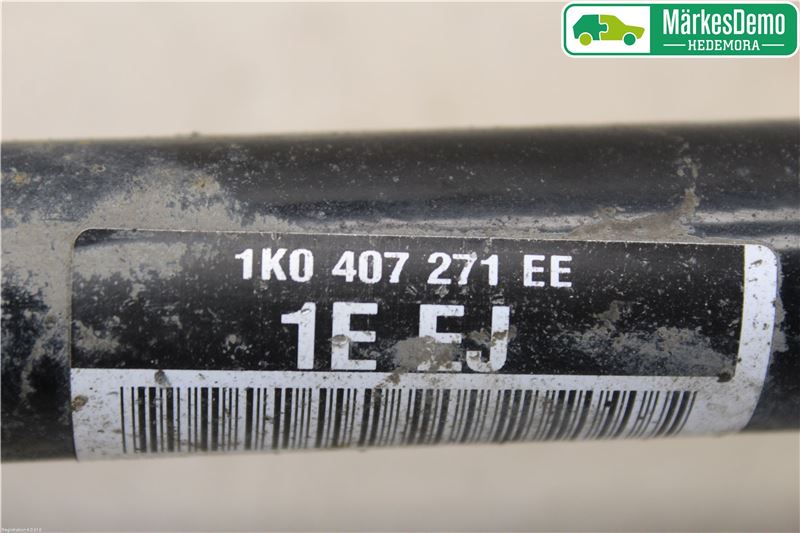 MärkesDemo
HEDEMORA
1K0 407 271 EE
1E EJ